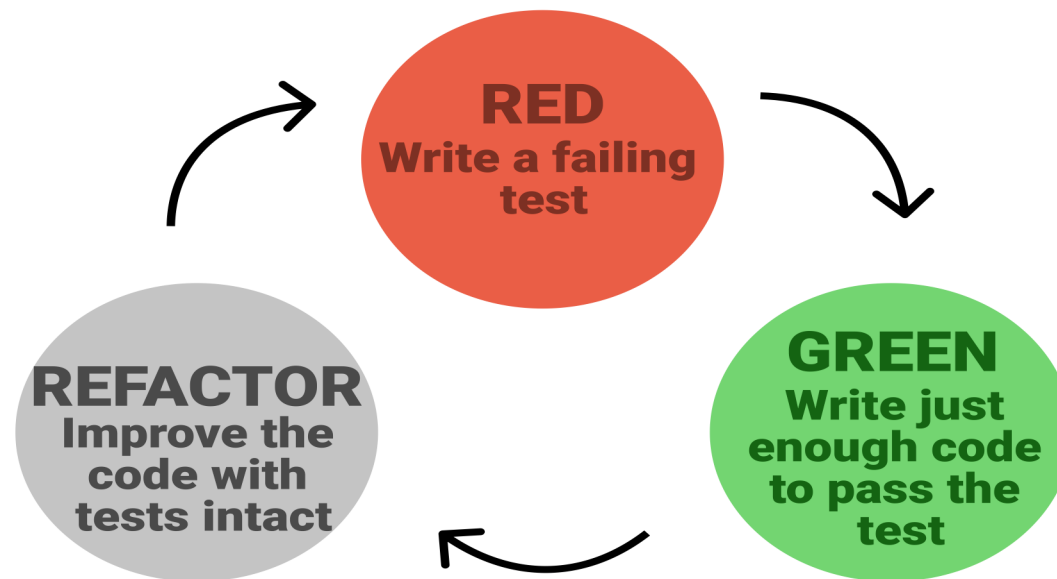 RED
Write a failing
test
GREEN
Write just
enough code
to pass the
test
REFACTOR
Improve the
code with
tests intact